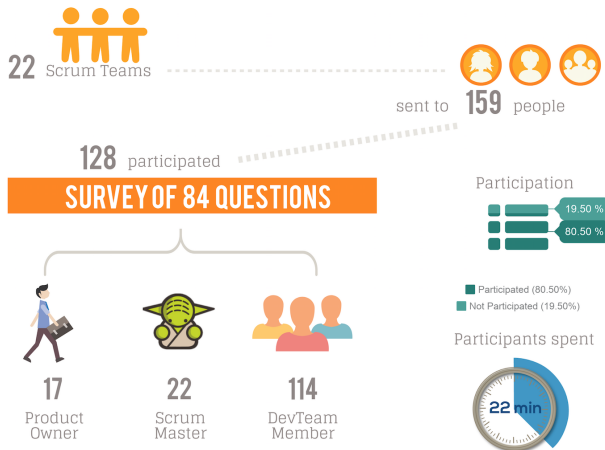 22 Scrum Teams
sent to 159 people
128 participated
SURVEY OF 84 QUESTIONS
Participation
19.50 %
80.50 %
Participated (80.50%)
Not Participated (19.50%)
Participants spent
22 min
17
Product
Owner
22
Scrum
Master
114
DevTeam
Member